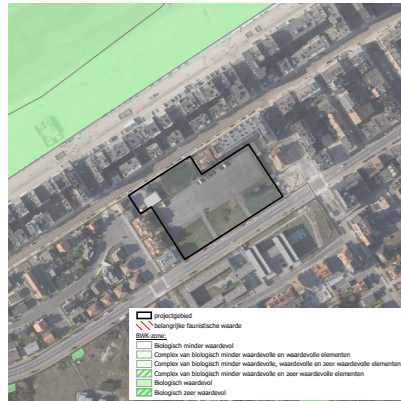 projectgebied
belangrijke faunistische waarde
BWK-zone:
Biologisch minder waardevol
Complex van biologisch minder waardevolle en waardevolle elementen
Complex van biologisch minder waardevolle, waardevolle en zeer waardevolle elementen
Complex van biologisch minder waardevolle en zeer waardevolle elementen
Biologisch waardevol
Biologisch zeer waardevol